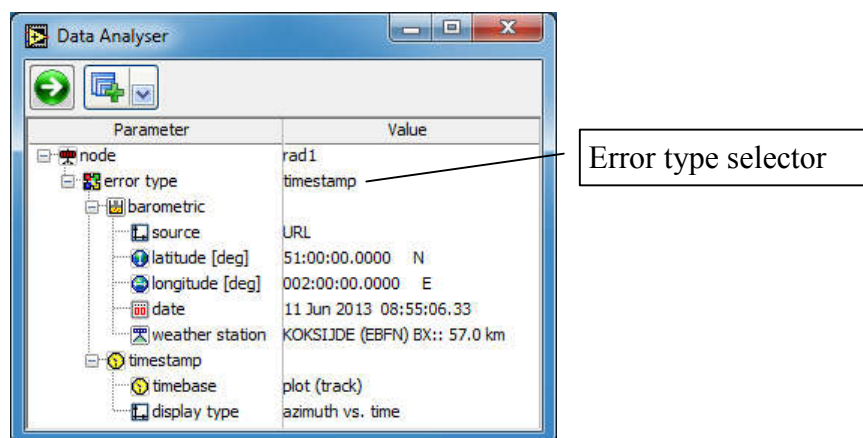 Data Analyser
Parameter Value
node rad1
error type timestamp
barometric
source URL
latitude [deg] 51:00:00.0000 N
longitude [deg] 002:00:00.0000 E
date 11 Jun 2013 08:55:06.33
weather station KOKSIJDE (EBFN) BX:: 57.0 km
timestamp
timebase plot (track)
display type azimuth vs. time
Error type selector